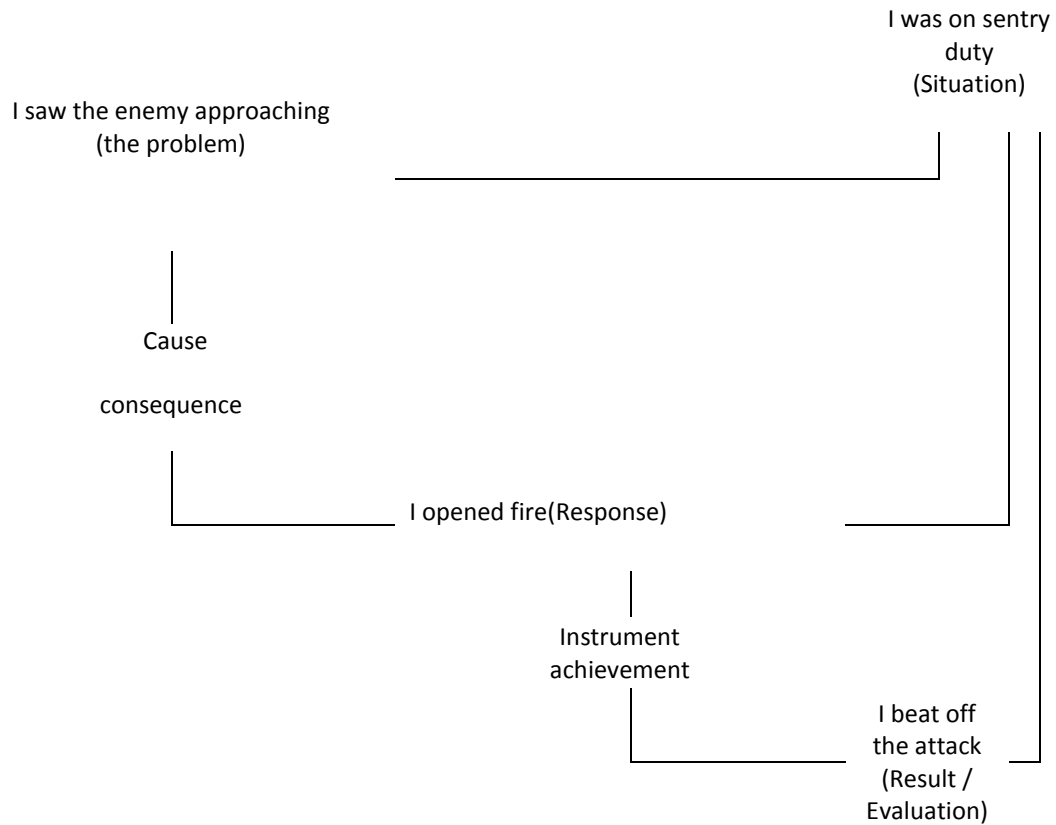 I was on sentry
duty
(Situation)
I saw the enemy approaching
(the problem)
Cause
consequence
I opened fire(Response)
Instrument
achievement
I beat off
the attack
(Result /
Evaluation)